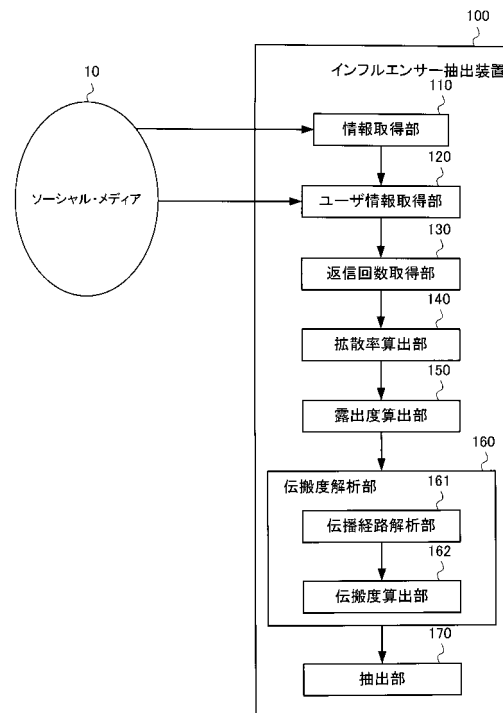 100
インフルエンサー抽出装置
10
ソーシャル・メディア
110
情報取得部
120
ユーザ情報取得部
130
返信回数取得部
140
拡散率算出部
150
露出度算出部
160
伝搬度解析部
161
伝播経路解析部
162
伝搬度算出部
170
抽出部